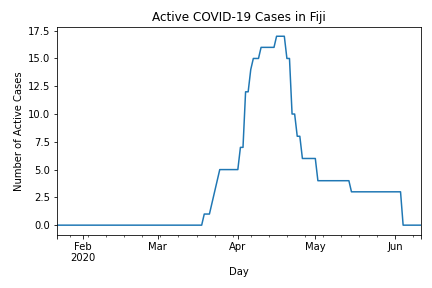 Active COVID-19 Cases in Fiji
17.5
15.0
12.5
10.0
7.5
5.0
2.5
0.0
Number of Active Cases
Feb Mar Apr May Jun
2020
Day